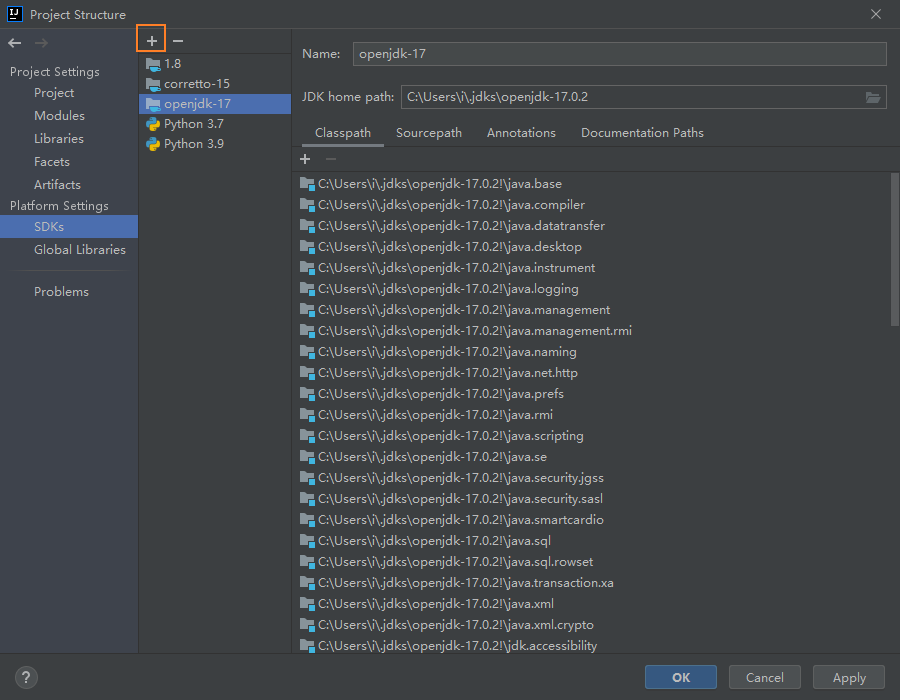 Project Structure
Project Settings
Project
Modules
Libraries
Facets
Artifacts
Platform Settings
SDKs
Global Libraries
Problems
1.8
corretto-15
openjdk-17
Python 3.7
Python 3.9
Name: openjdk-17
JDK home path: C:\Users\i\.jdks\openjdk-17.0.2
Classpath Sourcepath Annotations Documentation Paths
C:\Users\i\.jdks\openjdk-17.0.2!\java.base
C:\Users\i\.jdks\openjdk-17.0.2!\java.compiler
C:\Users\i\.jdks\openjdk-17.0.2!\java.datatransfer
C:\Users\i\.jdks\openjdk-17.0.2!\java.desktop
C:\Users\i\.jdks\openjdk-17.0.2!\java.instrument
C:\Users\i\.jdks\openjdk-17.0.2!\java.logging
C:\Users\i\.jdks\openjdk-17.0.2!\java.management
C:\Users\i\.jdks\openjdk-17.0.2!\java.management.rmi
C:\Users\i\.jdks\openjdk-17.0.2!\java.naming
C:\Users\i\.jdks\openjdk-17.0.2!\java.net.http
C:\Users\i\.jdks\openjdk-17.0.2!\java.prefs
C:\Users\i\.jdks\openjdk-17.0.2!\java.rmi
C:\Users\i\.jdks\openjdk-17.0.2!\java.scripting
C:\Users\i\.jdks\openjdk-17.0.2!\java.se
C:\Users\i\.jdks\openjdk-17.0.2!\java.security.jgss
C:\Users\i\.jdks\openjdk-17.0.2!\java.security.sasl
C:\Users\i\.jdks\openjdk-17.0.2!\java.smartcardio
C:\Users\i\.jdks\openjdk-17.0.2!\java.sql
C:\Users\i\.jdks\openjdk-17.0.2!\java.sql.rowset
C:\Users\i\.jdks\openjdk-17.0.2!\java.transaction.xa
C:\Users\i\.jdks\openjdk-17.0.2!\java.xml
C:\Users\i\.jdks\openjdk-17.0.2!\java.xml.crypto
C:\Users\i\.jdks\openjdk-17.0.2!\jdk.accessibility
? OK Cancel Apply